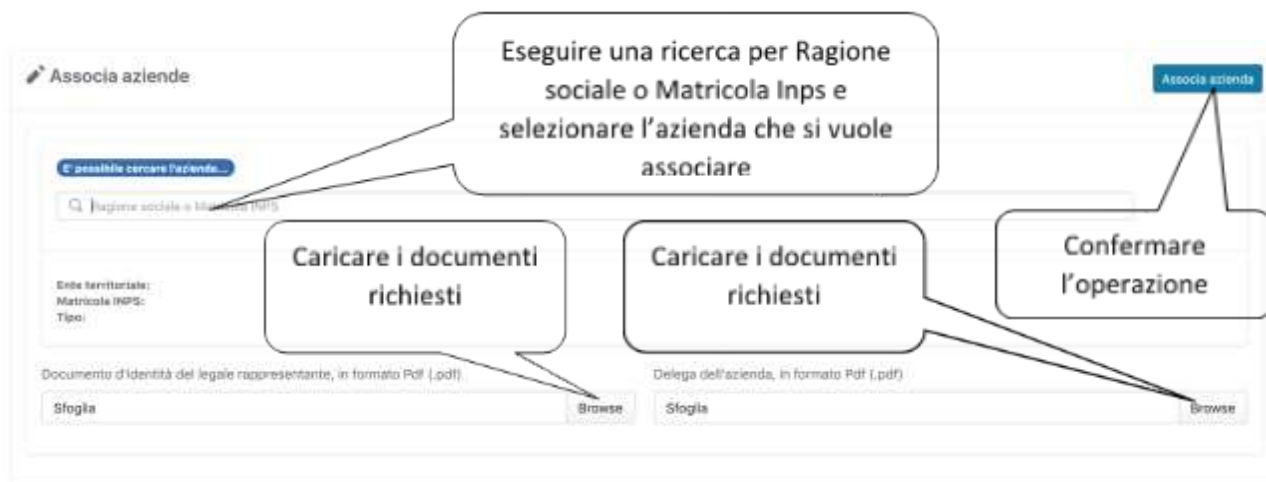 Eseguire una ricerca per Ragione
sociale o Matricola Inps e
selezionare l'azienda che si vuole
associare
Associa aziende
Associa azienda
E' possibile cercare l'azienda...
Ragione sociale o Matricola INPS
Caricare i documenti
richiesti
Caricare i documenti
richiesti
Confermare
l'operazione
Ente territoriale:
Matricola INPS:
Tipo:
Documento d'identità del legale rappresentante, in formato Pdf (.pdf)
Delega dell'azienda, in formato Pdf (.pdf)
Sfoglia
Browse
Sfoglia
Browse